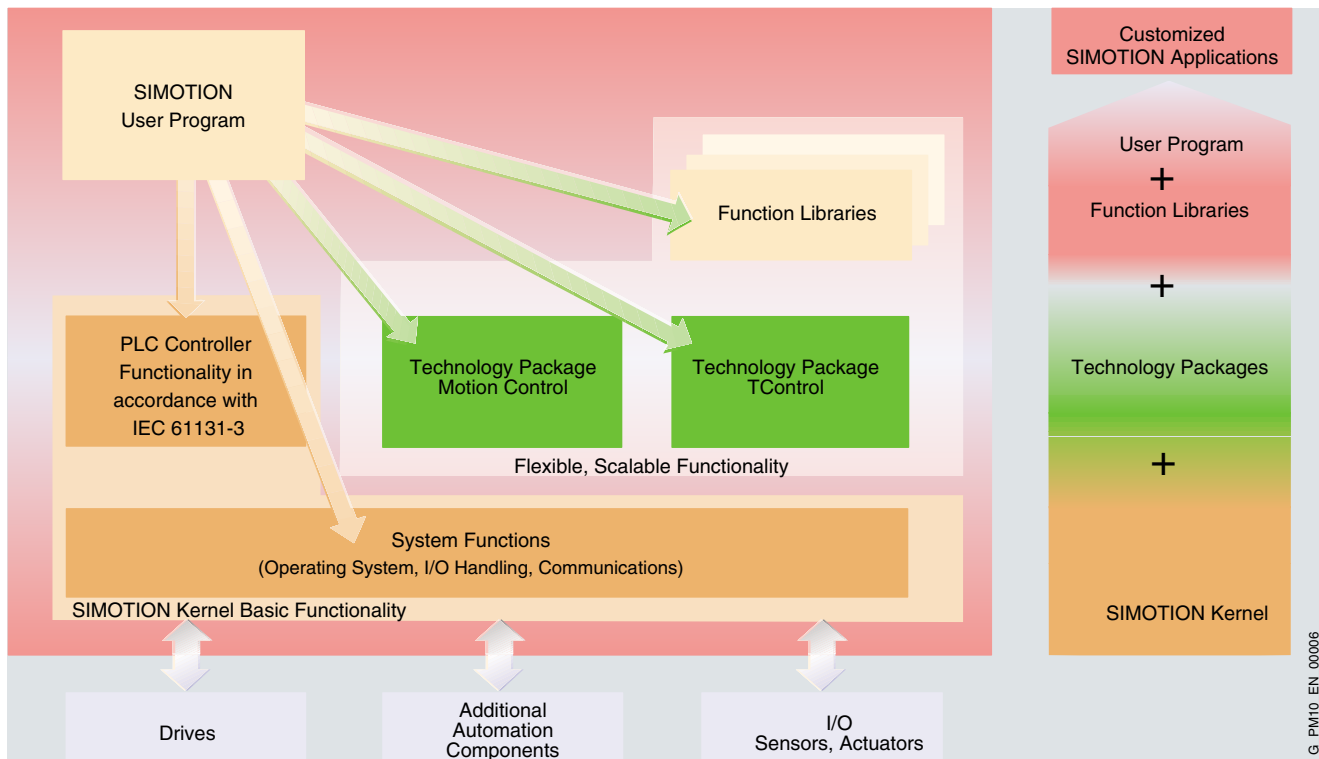 SIMOTION
User Program
Function Libraries
PLC Controller
Functionality in
accordance with
IEC 61131-3
Technology Package
Motion Control
Technology Package
TControl
Flexible, Scalable Functionality
System Functions
(Operating System, I/O Handling, Communications)
SIMOTION Kernel Basic Functionality
Drives
Additional
Automation
Components
I/O
Sensors, Actuators
Customized
SIMOTION Applications
User Program
+
Function Libraries
+
Technology Packages
+
SIMOTION Kernel
G_PM10_EN_00006